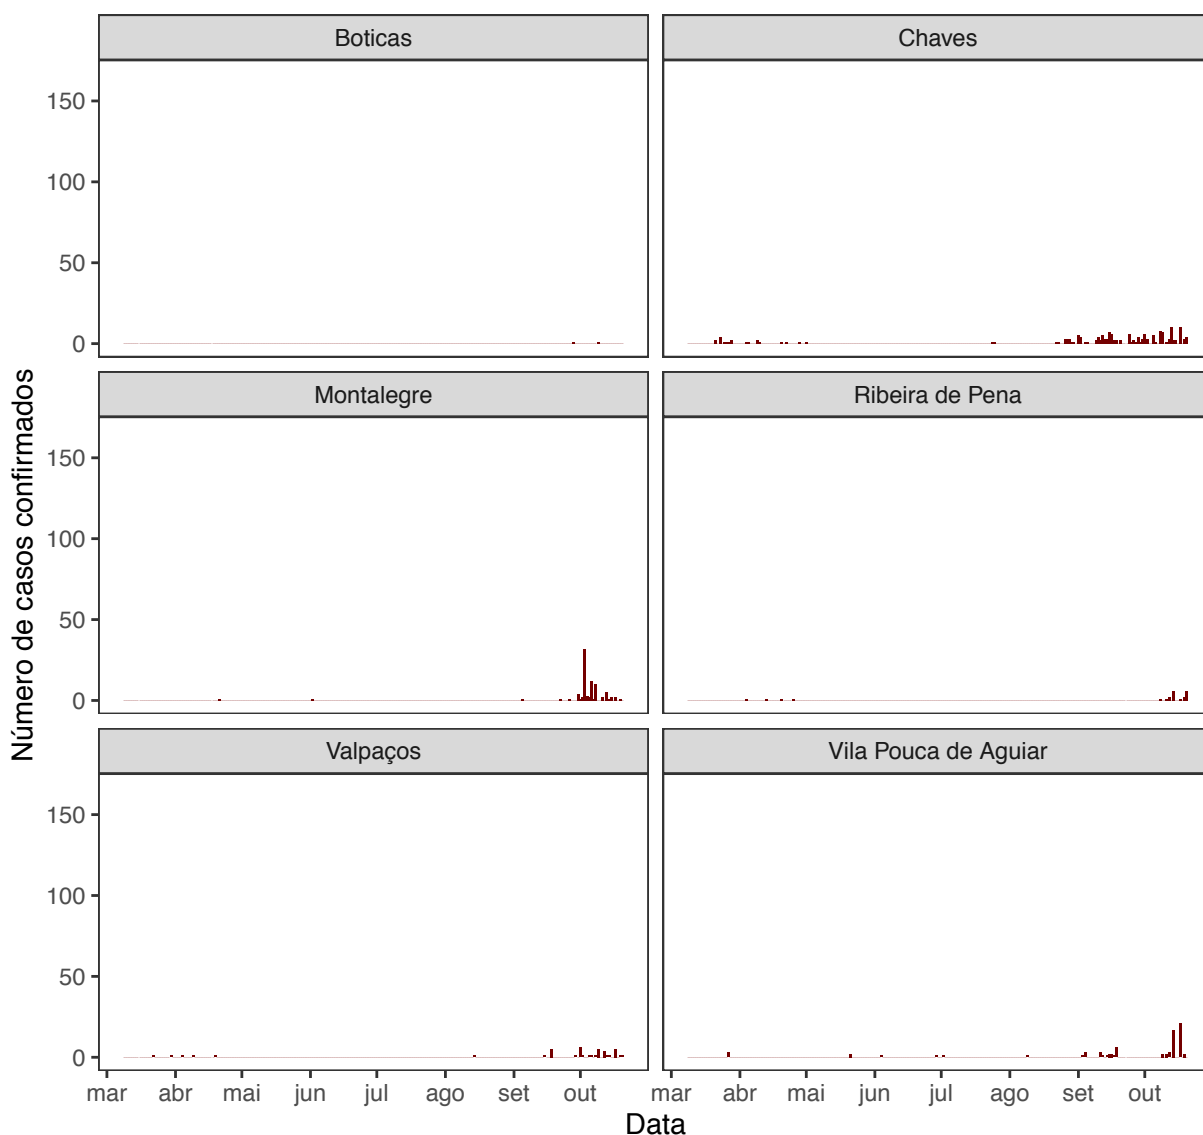 Boticas
Chaves
150
100
50
0
Montalegre
Ribeira de Pena
150
100
50
0
Valpaços
Vila Pouca de Aguiar
150
100
50
0
mar abr mai jun jul ago set out
mar abr mai jun jul ago set out
Data
Número de casos confirmados